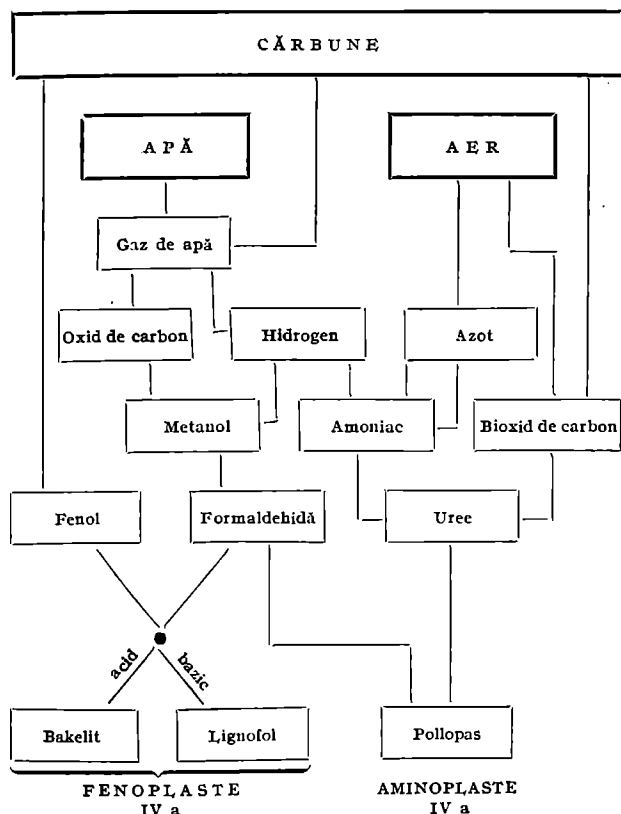 CĂRBUNE
APĂ
AER
Gaz de apă
Oxid de carbon
Hidrogen
Azot
Metanol
Amoniac
Bioxid de carbon
Fenol
Formaldehidă
Uree
acid
bazic
Bakelit
Lignofol
Pollopas
FENOPLASTE
IV a
AMINOPLASTE
IV a